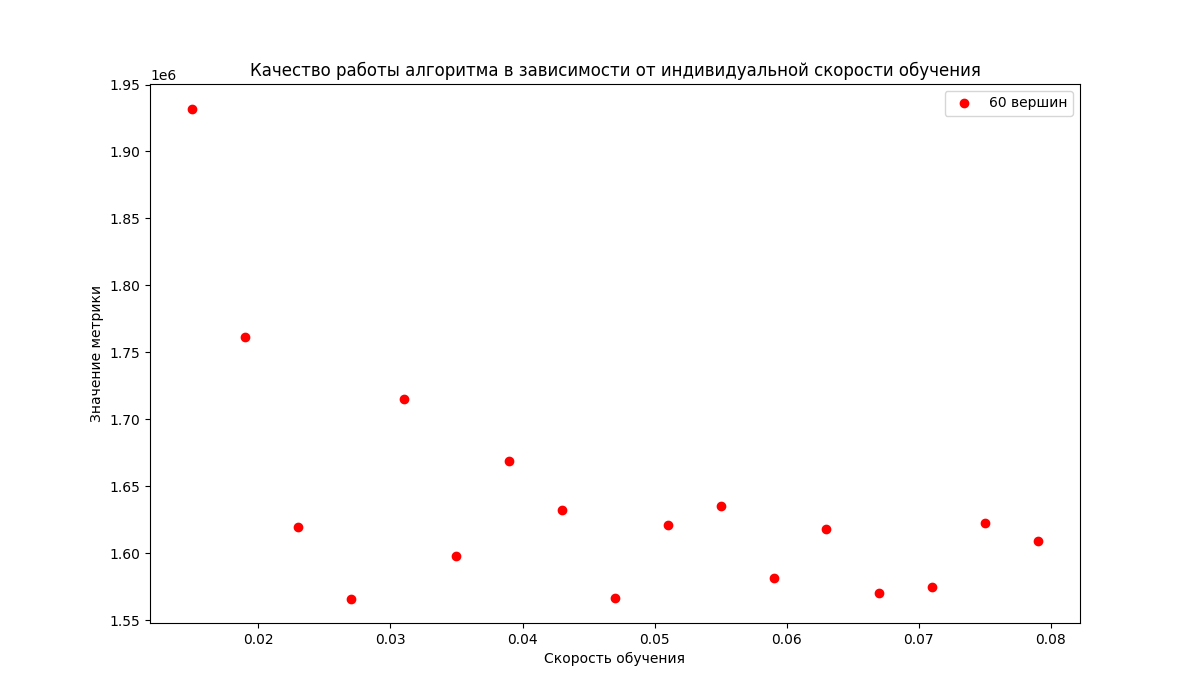 Качество работы алгоритма в зависимости от индивидуальной скорости обучения
1e6
60 вершин
1.95
1.90
1.85
1.80
1.75
1.70
1.65
1.60
1.55
Значение метрики
0.02 0.03 0.04 0.05 0.06 0.07 0.08
Скорость обучения